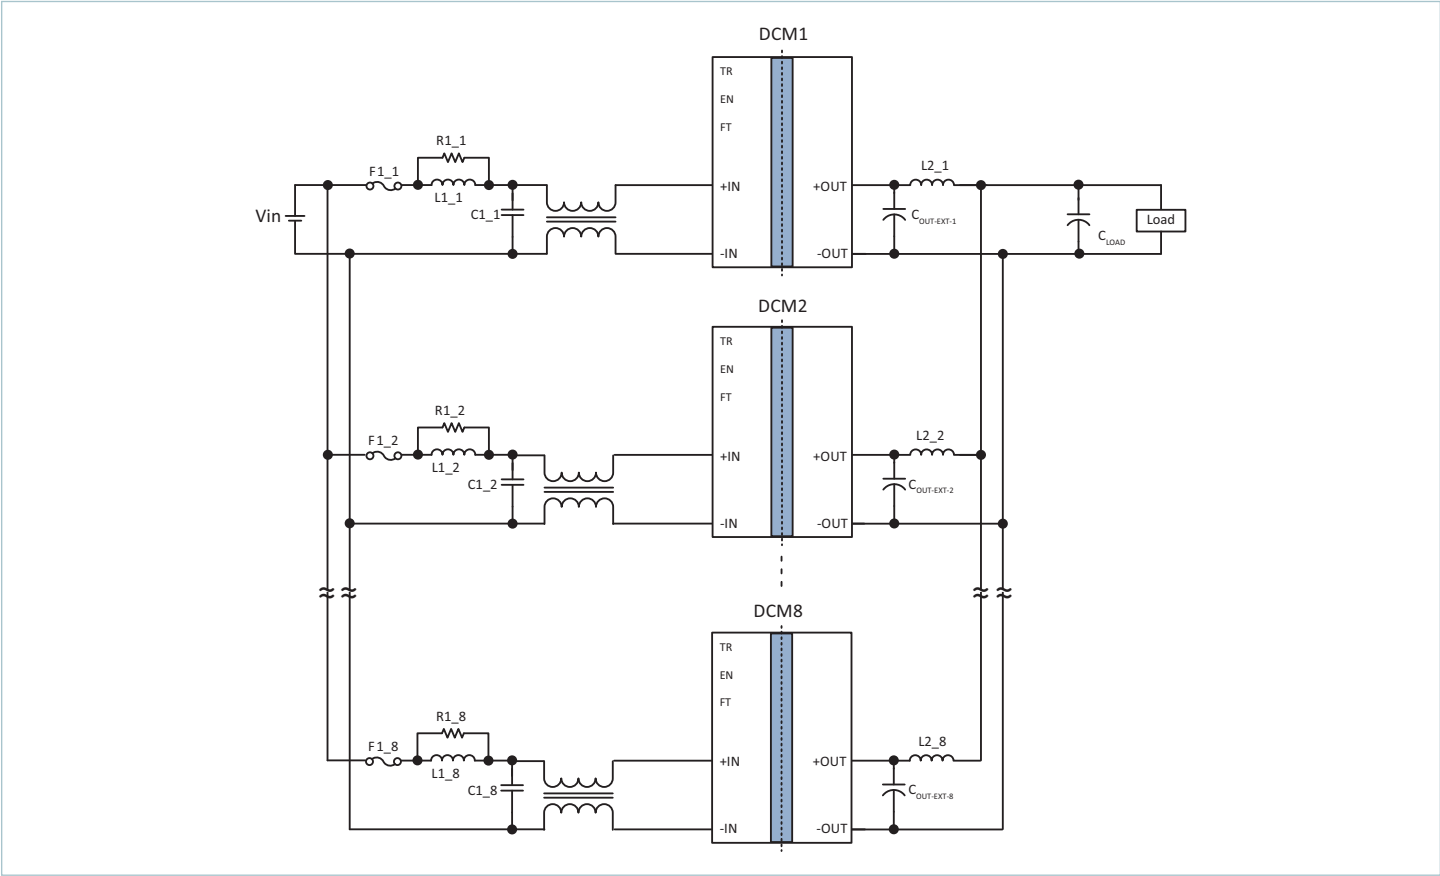 DCM1
TR
EN
FT
R1_1
F1_1
L2_1
+IN
+OUT
L1_1
Vin
C1_1
COUT-EXT-1
Load
CLOAD
-IN
-OUT
DCM2
TR
EN
FT
R1_2
F1_2
L2_2
+IN
+OUT
L1_2
C1_2
COUT-EXT-2
-IN
-OUT
DCM8
TR
EN
FT
R1_8
F1_8
L2_8
+IN
+OUT
L1_8
C1_8
COUT-EXT-8
-IN
-OUT